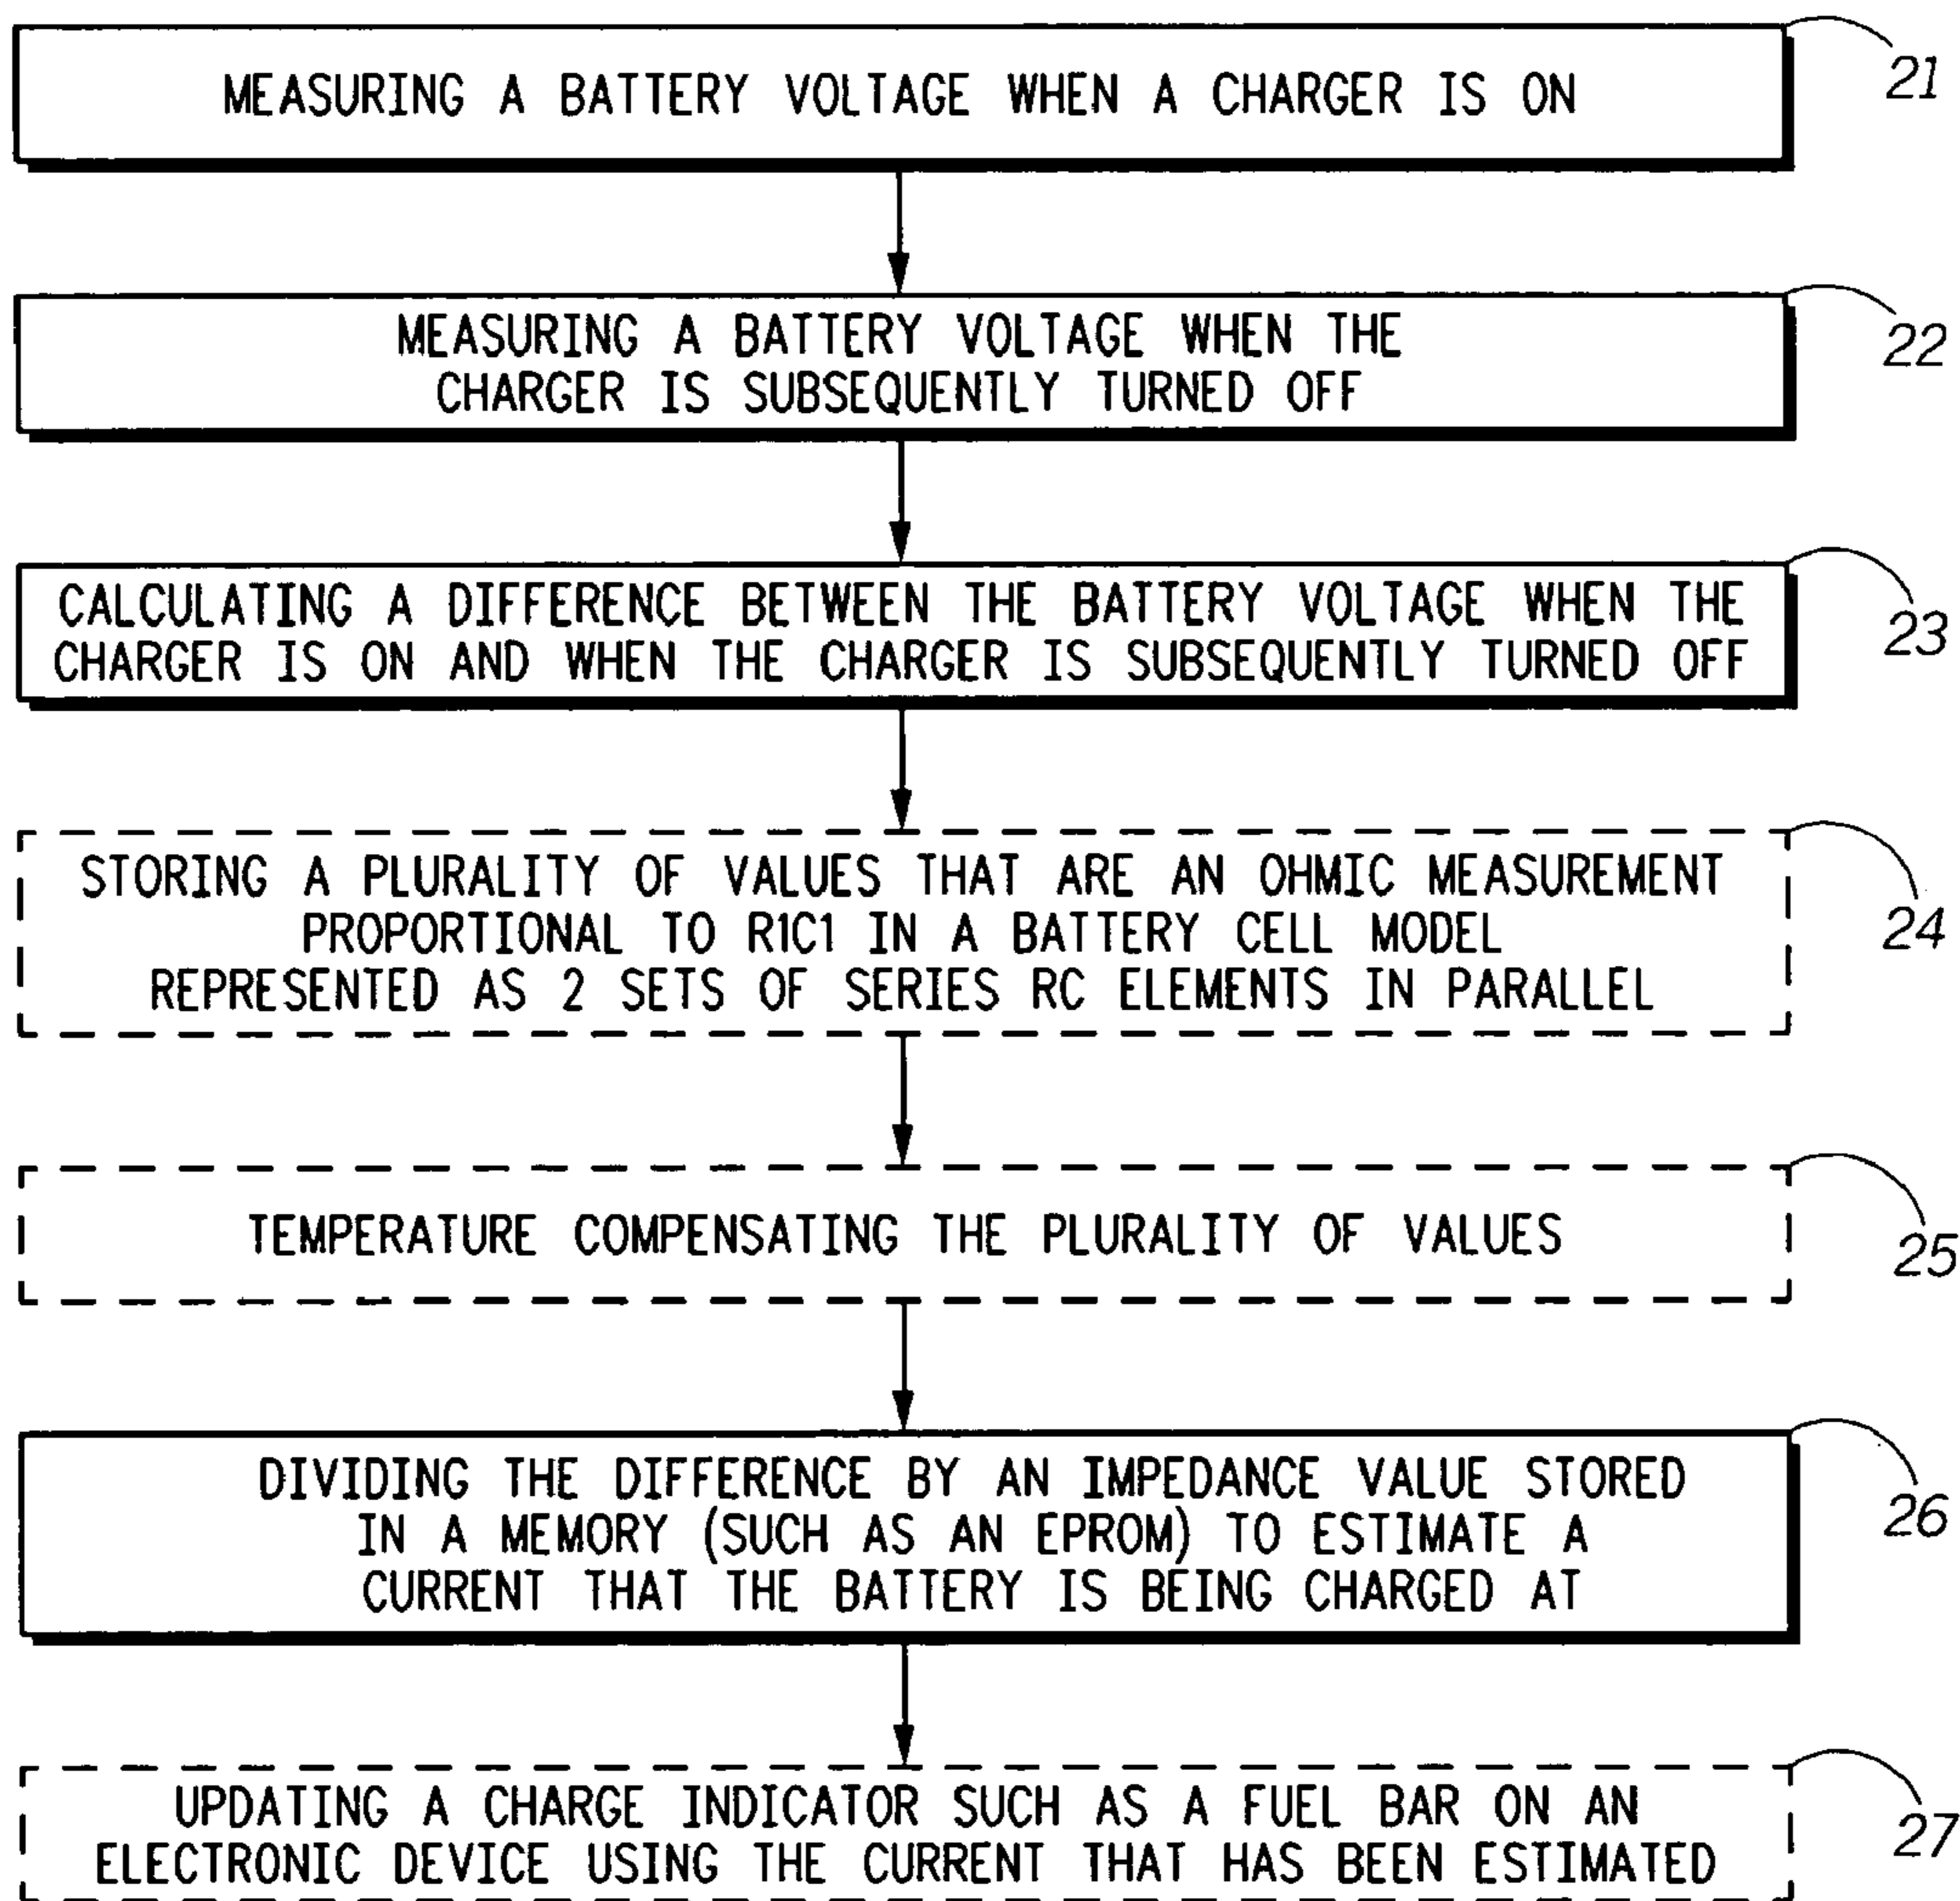 MEASURING A BATTERY VOLTAGE WHEN A CHARGER IS ON
21
MEASURING A BATTERY VOLTAGE WHEN THE
CHARGER IS SUBSEQUENTLY TURNED OFF
22
CALCULATING A DIFFERENCE BETWEEN THE BATTERY VOLTAGE WHEN THE
CHARGER IS ON AND WHEN THE CHARGER IS SUBSEQUENTLY TURNED OFF
23
STORING A PLURALITY OF VALUES THAT ARE AN OHMIC MEASUREMENT
PROPORTIONAL TO R1C1 IN A BATTERY CELL MODEL
REPRESENTED AS 2 SETS OF SERIES RC ELEMENTS IN PARALLEL
24
TEMPERATURE COMPENSATING THE PLURALITY OF VALUES
25
DIVIDING THE DIFFERENCE BY AN IMPEDANCE VALUE STORED
IN A MEMORY (SUCH AS AN EPROM) TO ESTIMATE A
CURRENT THAT THE BATTERY IS BEING CHARGED AT
26
UPDATING A CHARGE INDICATOR SUCH AS A FUEL BAR ON AN
ELECTRONIC DEVICE USING THE CURRENT THAT HAS BEEN ESTIMATED
27